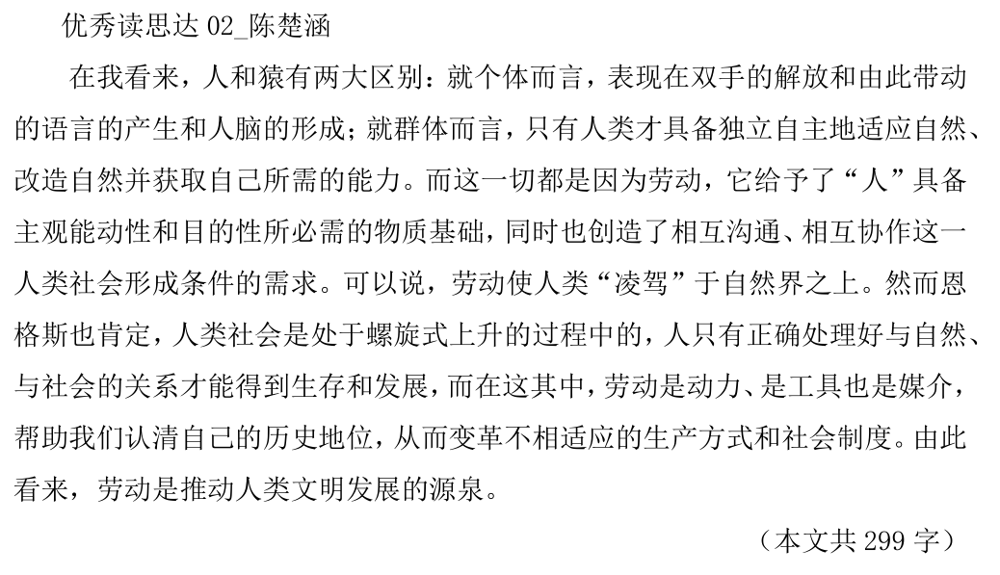 优秀读思达 02_陈楚涵
在我看来，人和猿有两大区别：就个体而言，表现在双手的解放和由此带动
的语言的产生和人脑的形成；就群体而言，只有人类才具备独立自主地适应自然、
改造自然并获取自己所需的能力。而这一切都是因为劳动，它给予了“人”具备
主观能动性和目的性所必需的物质基础，同时也创造了相互沟通、相互协作这一
人类社会形成条件的需求。可以说，劳动使人类“凌驾”于自然界之上。然而恩
格斯也肯定，人类社会是处于螺旋式上升的过程中的，人只有正确处理好与自然、
与社会的关系才能得到生存和发展，而在这其中，劳动是动力、是工具也是媒介，
帮助我们认清自己的历史地位，从而变革不相适应的生产方式和社会制度。由此
看来，劳动是推动人类文明发展的源泉。
（本文共 299 字）